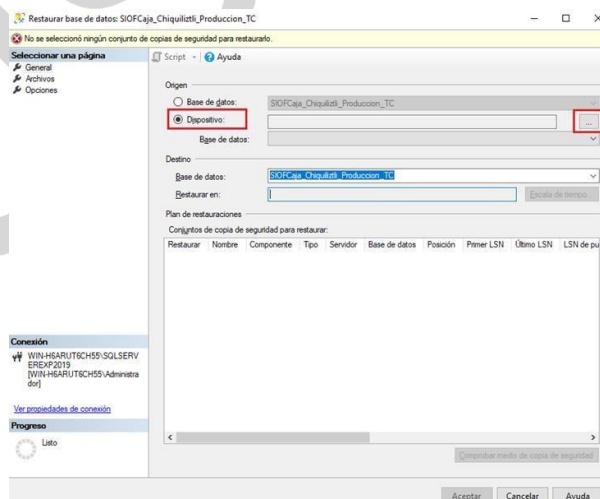 Restaurar base de datos: SIOFCaja_Chiquiliztli_Produccion_TC
No se seleccionó ningún conjunto de copias de seguridad para restaurarlo.
Seleccionar una página
General
Archivos
Opciones
Script
Ayuda
Origen
Base de datos:
SIOFCaja_Chiquiliztli_Produccion_TC
Dispositivo:
...
Base de datos:
Destino
Base de datos:
SIOFCaja_Chiquiliztli_Produccion_TC
Restaurar en:
Escala de tiempo...
Plan de restauraciones
Conjuntos de copia de seguridad para restaurar:
Restaurar Nombre Componente Tipo Servidor Base de datos Posición Primer LSN Último LSN LSN de pu
Conexión
WIN-H6ARUT6CH55\SQLSERV
EREXP2019
[WIN-H6ARUT6CH55\Administra
dor]
Ver propiedades de conexión
Progreso
Listo
Comprobar medio de copia de seguridad
Aceptar
Cancelar
Ayuda